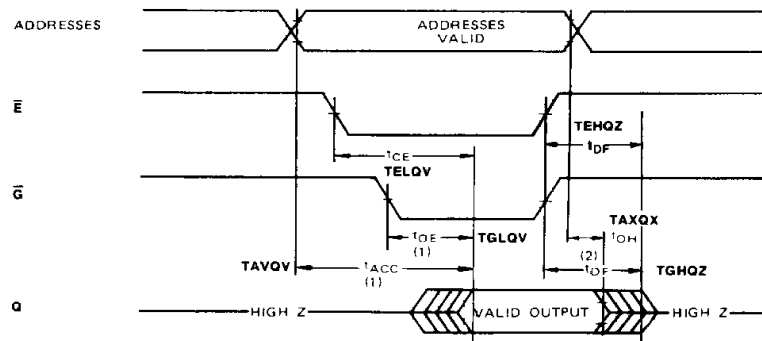 ADDRESSES
ADDRESSES
VALID
E
TEHQZ
tCE
tDF
TELQV
G
TAXQX
tOE
(1)
TGLQV
tOH
(2)
TAVQV
tACC
(1)
tDF
TGHQZ
Q
HIGH Z
VALID OUTPUT
HIGH Z